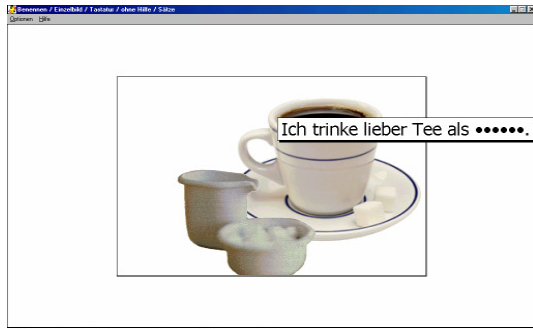 Benennen / Einzelbild / Tastatur / ohne Hilfe / Sätze
Optionen Hilfe
Ich trinke lieber Tee als ••••••.